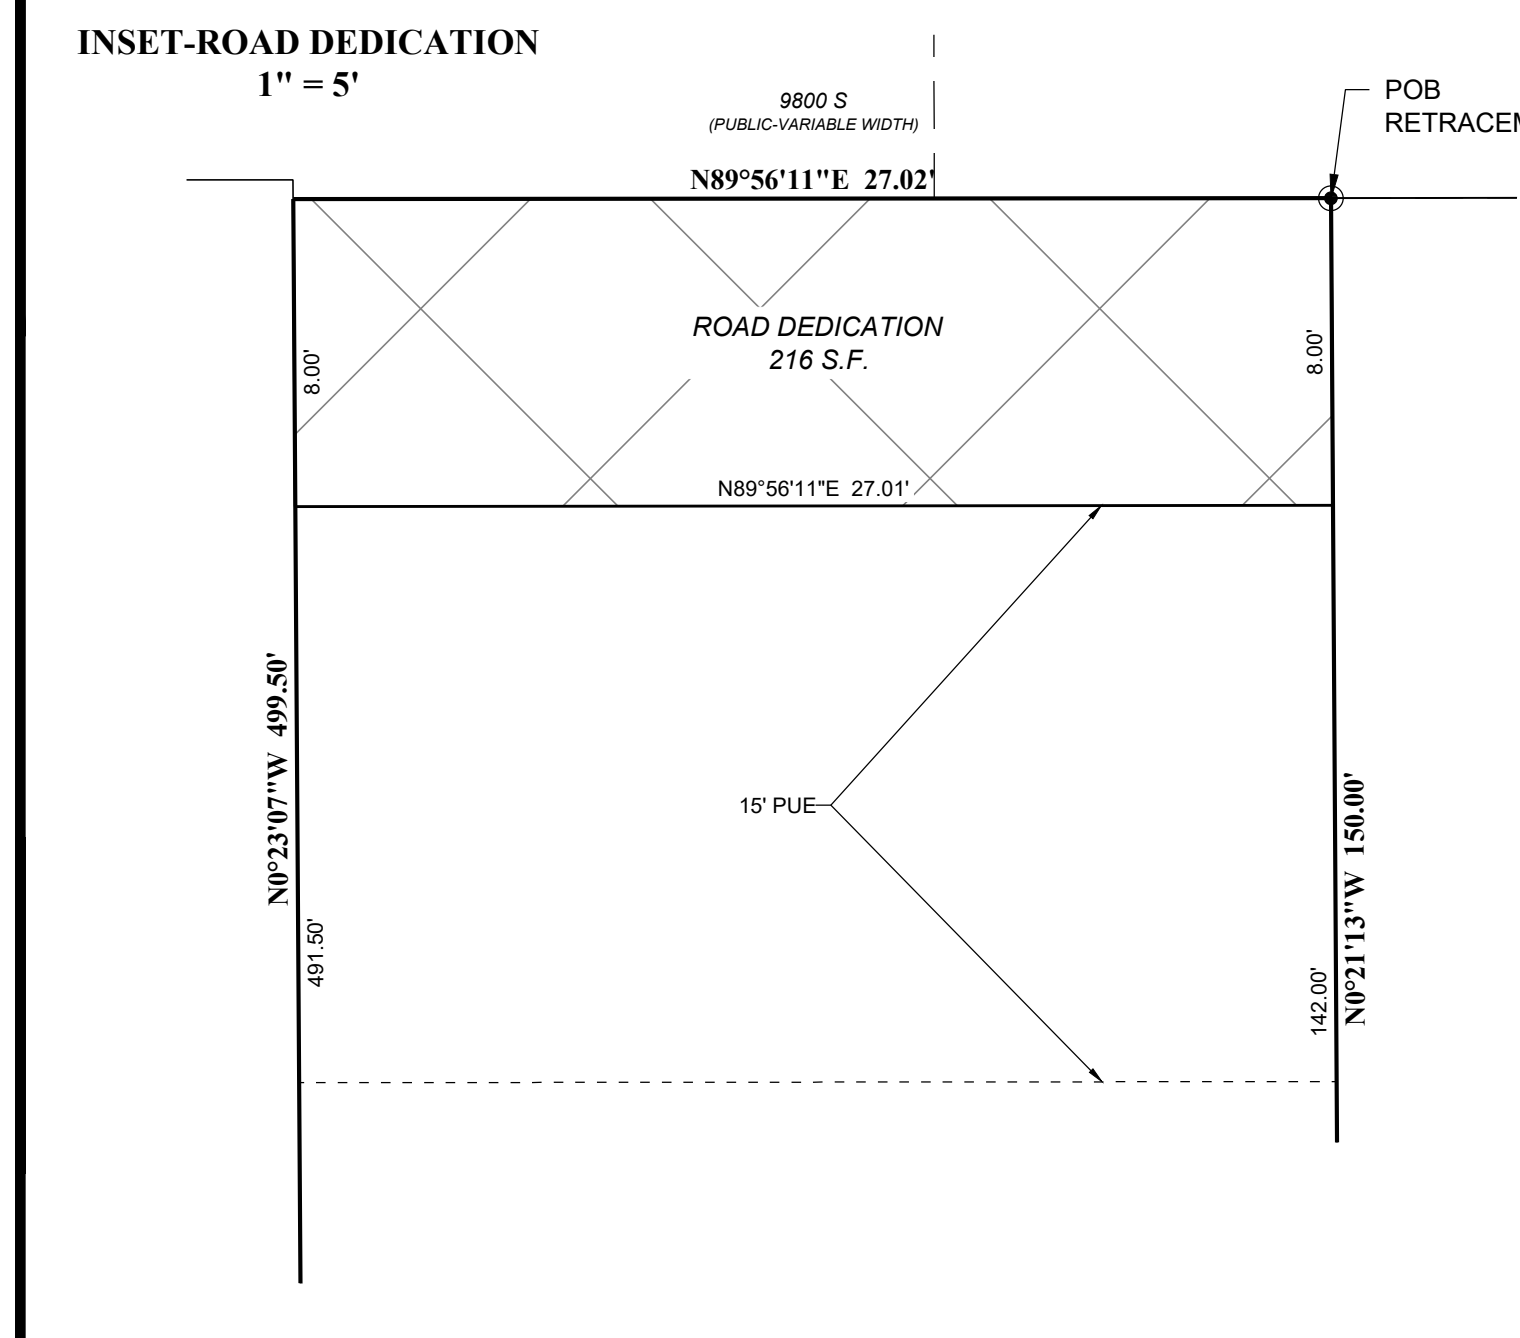 INSET-ROAD DEDICATION
1" = 5'
9800 S
(PUBLIC-VARIABLE WIDTH)
POB
N89°56'11"E 27.02'
ROAD DEDICATION
216 S.F.
8.00'
8.00'
N89°56'11"E 27.01'
N0°23'07"W 499.50'
491.50'
15' PUE
N0°21'13"W 150.00'
142.00'